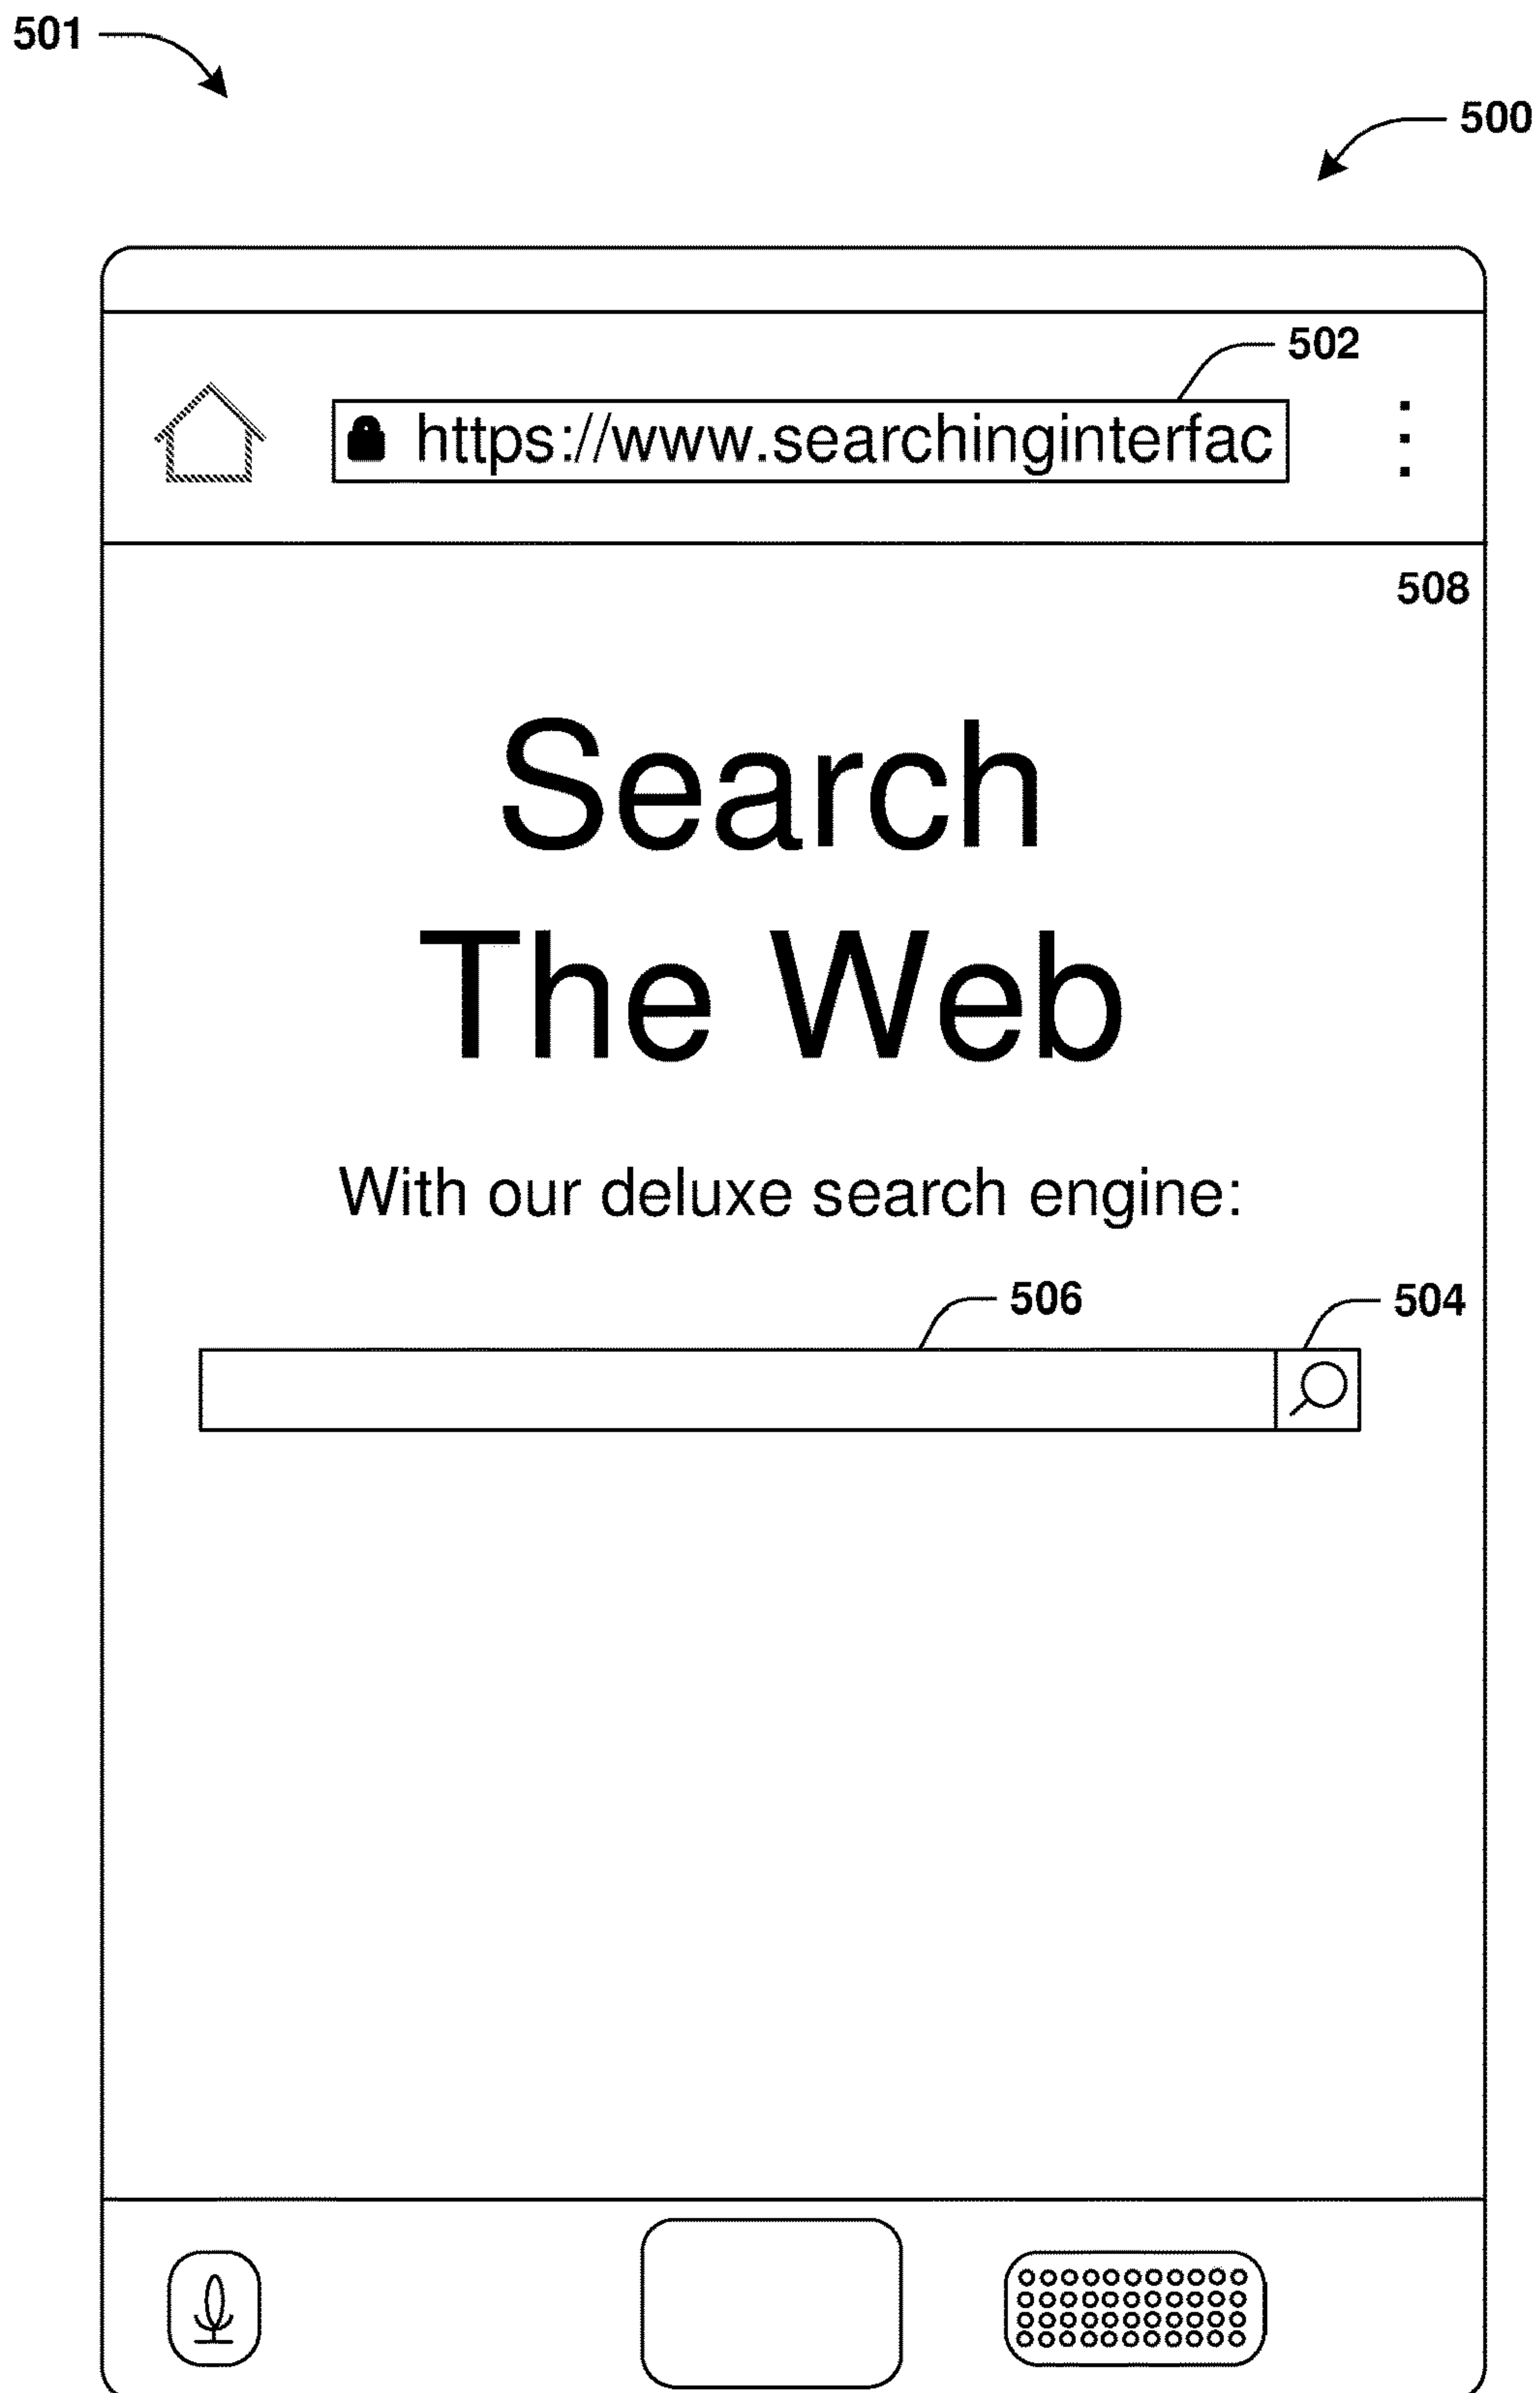 501
500
502
https://www.searchinginterfac
508
Search
The Web
With our deluxe search engine:
506
504